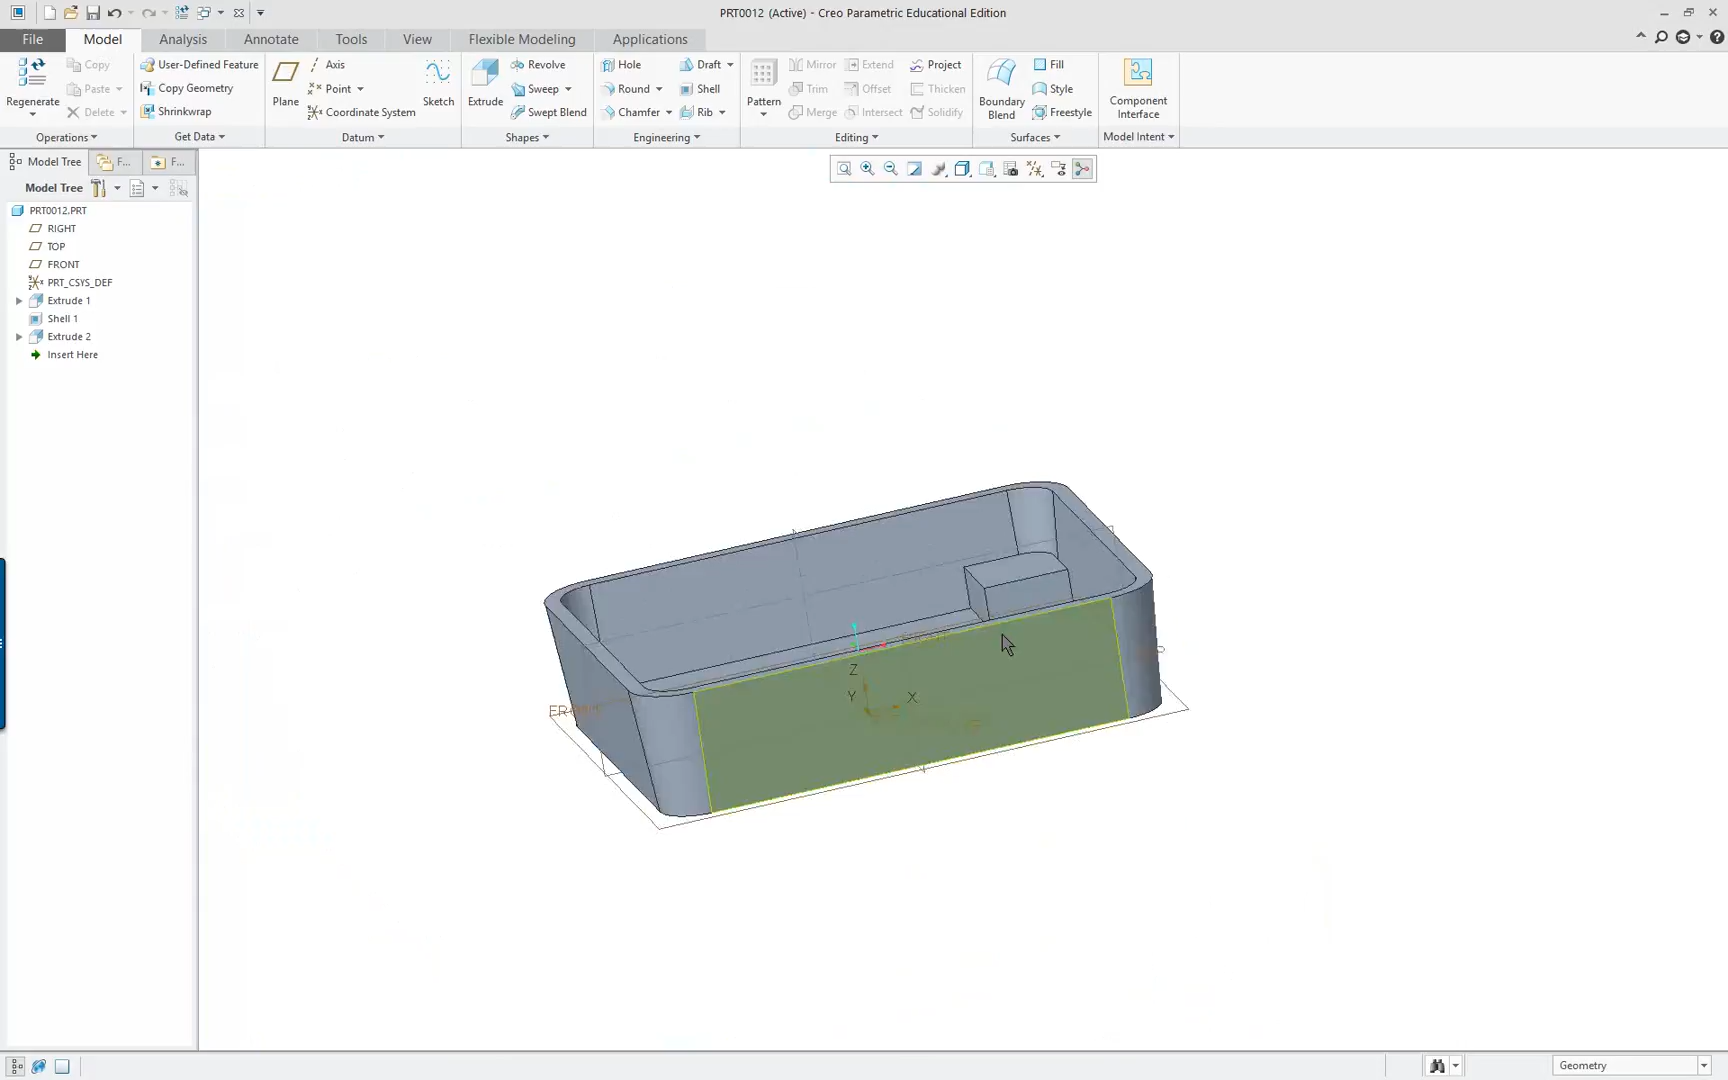 PRT0012 (Active) - Creo Parametric Educational Edition
File Model Analysis Annotate Tools View Flexible Modeling Applications
Regenerate
Copy
Paste
Delete
Operations
User-Defined Feature
Copy Geometry
Shrinkwrap
Get Data
Plane
Axis
Point
Coordinate System
Sketch
Datum
Extrude
Revolve
Sweep
Swept Blend
Shapes
Hole
Round
Chamfer
Draft
Shell
Rib
Engineering
Pattern
Mirror
Trim
Merge
Extend
Offset
Intersect
Project
Thicken
Solidify
Editing
Boundary
Blend
Fill
Style
Freestyle
Surfaces
Component
Interface
Model Intent
Model Tree F... F...
Model Tree
PRT0012.PRT
RIGHT
TOP
FRONT
PRT_CSYS_DEF
Extrude 1
Shell 1
Extrude 2
Insert Here
Z
Y X
Geometry